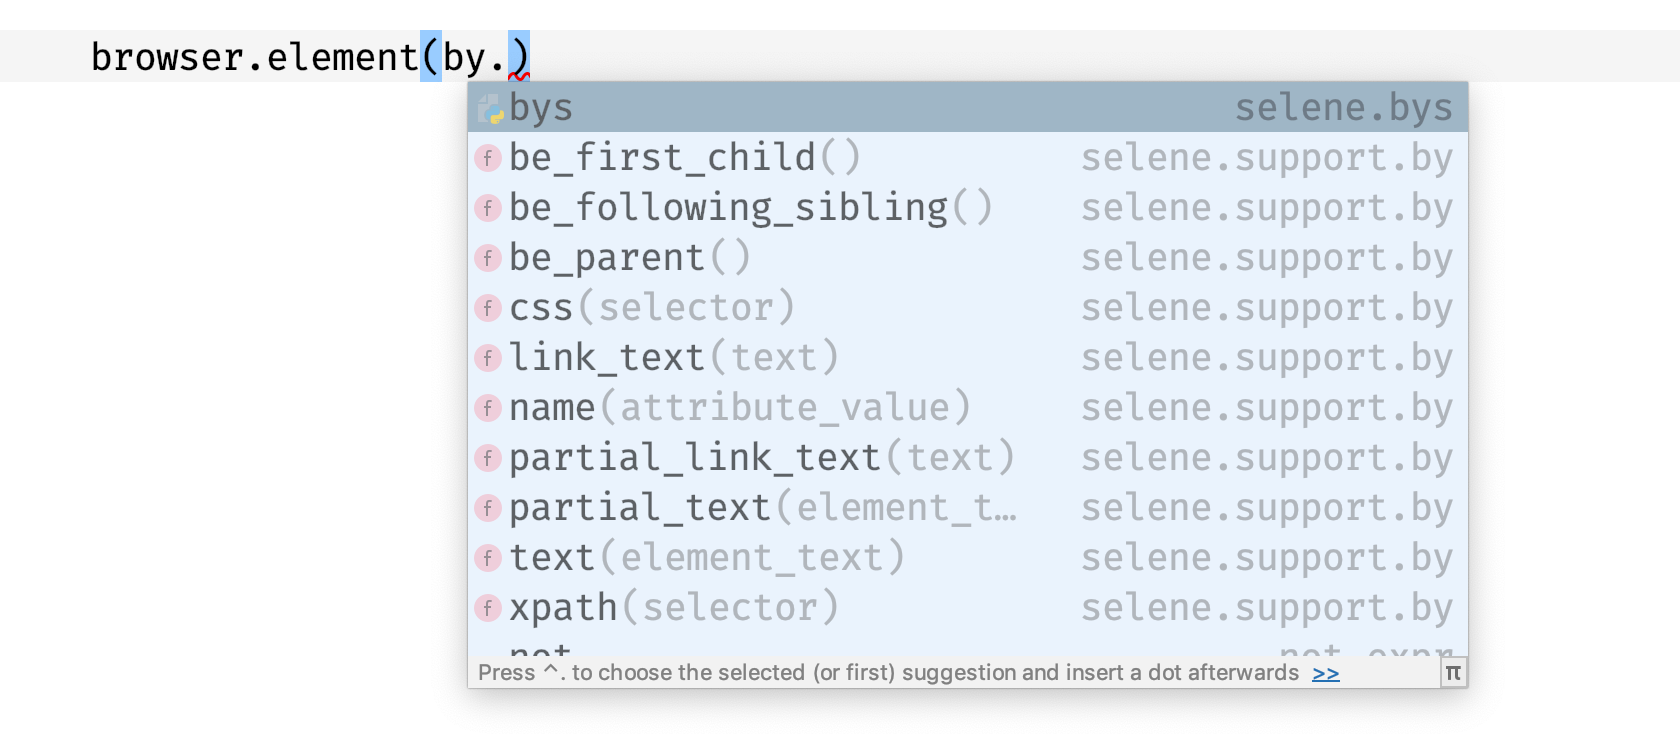 browser.element(by.)
bys selene.bys
f be_first_child() selene.support.by
f be_following_sibling() selene.support.by
f be_parent() selene.support.by
f css(selector) selene.support.by
f link_text(text) selene.support.by
f name(attribute_value) selene.support.by
f partial_link_text(text) selene.support.by
f partial_text(element_t… selene.support.by
f text(element_text) selene.support.by
f xpath(selector) selene.support.by
not not expr
Press ^. to choose the selected (or first) suggestion and insert a dot afterwards >> π